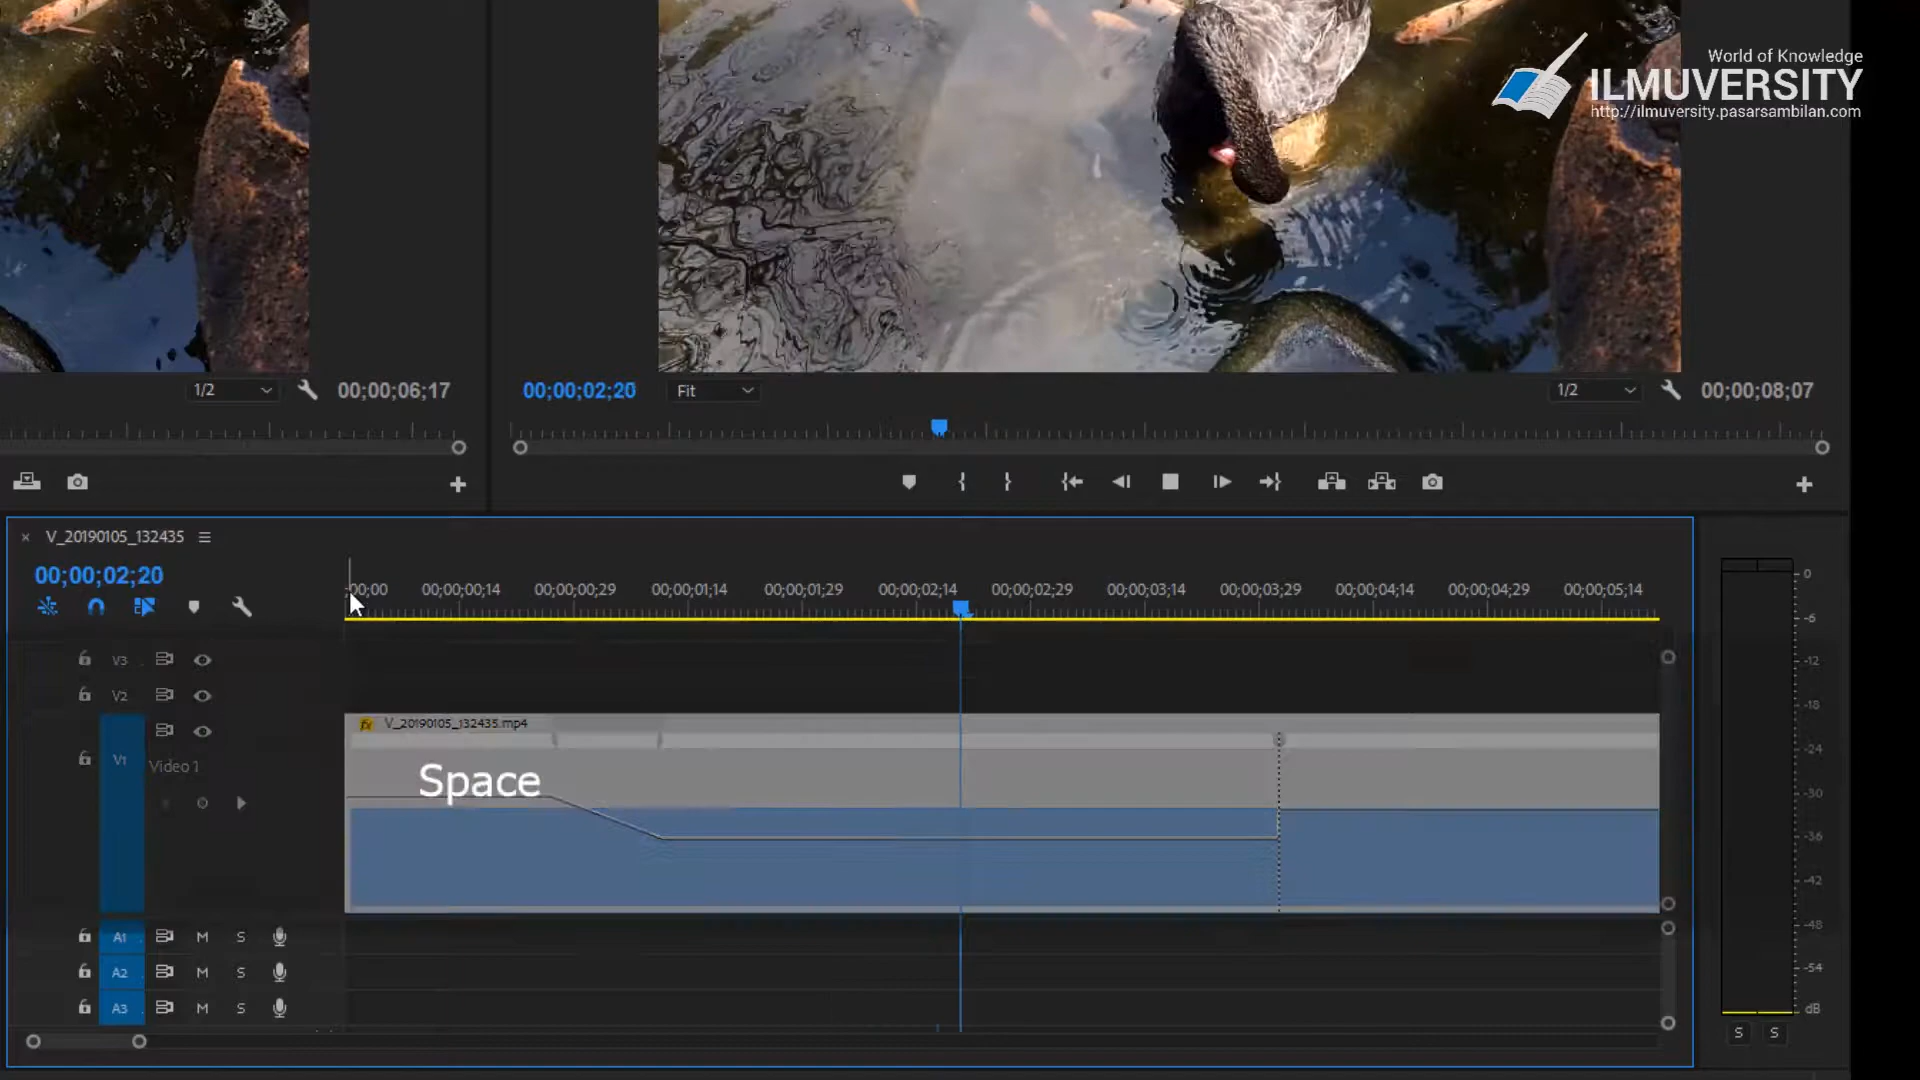 World of Knowledge
ILMUVERSITY
http://ilmuversity.pasarsambilan.com
1/2
00;00;06;17
00;00;02;20
Fit
1/2
00;00;08;07
V_20190105_132435
00;00;02;20
;00;00
00;00;00;14
00;00;00;29
00;00;01;14
00;00;01;29
00;00;02;14
00;00;02;29
00;00;03;14
00;00;03;29
00;00;04;14
00;00;04;29
00;00;05;14
V3
V2
fx V_20190105_132435.mp4
V1
Video 1
Space
A1 M S
A2 M S
A3 M S
0
-6
-12
-18
-24
-30
-36
-42
-48
-54
dB
S S